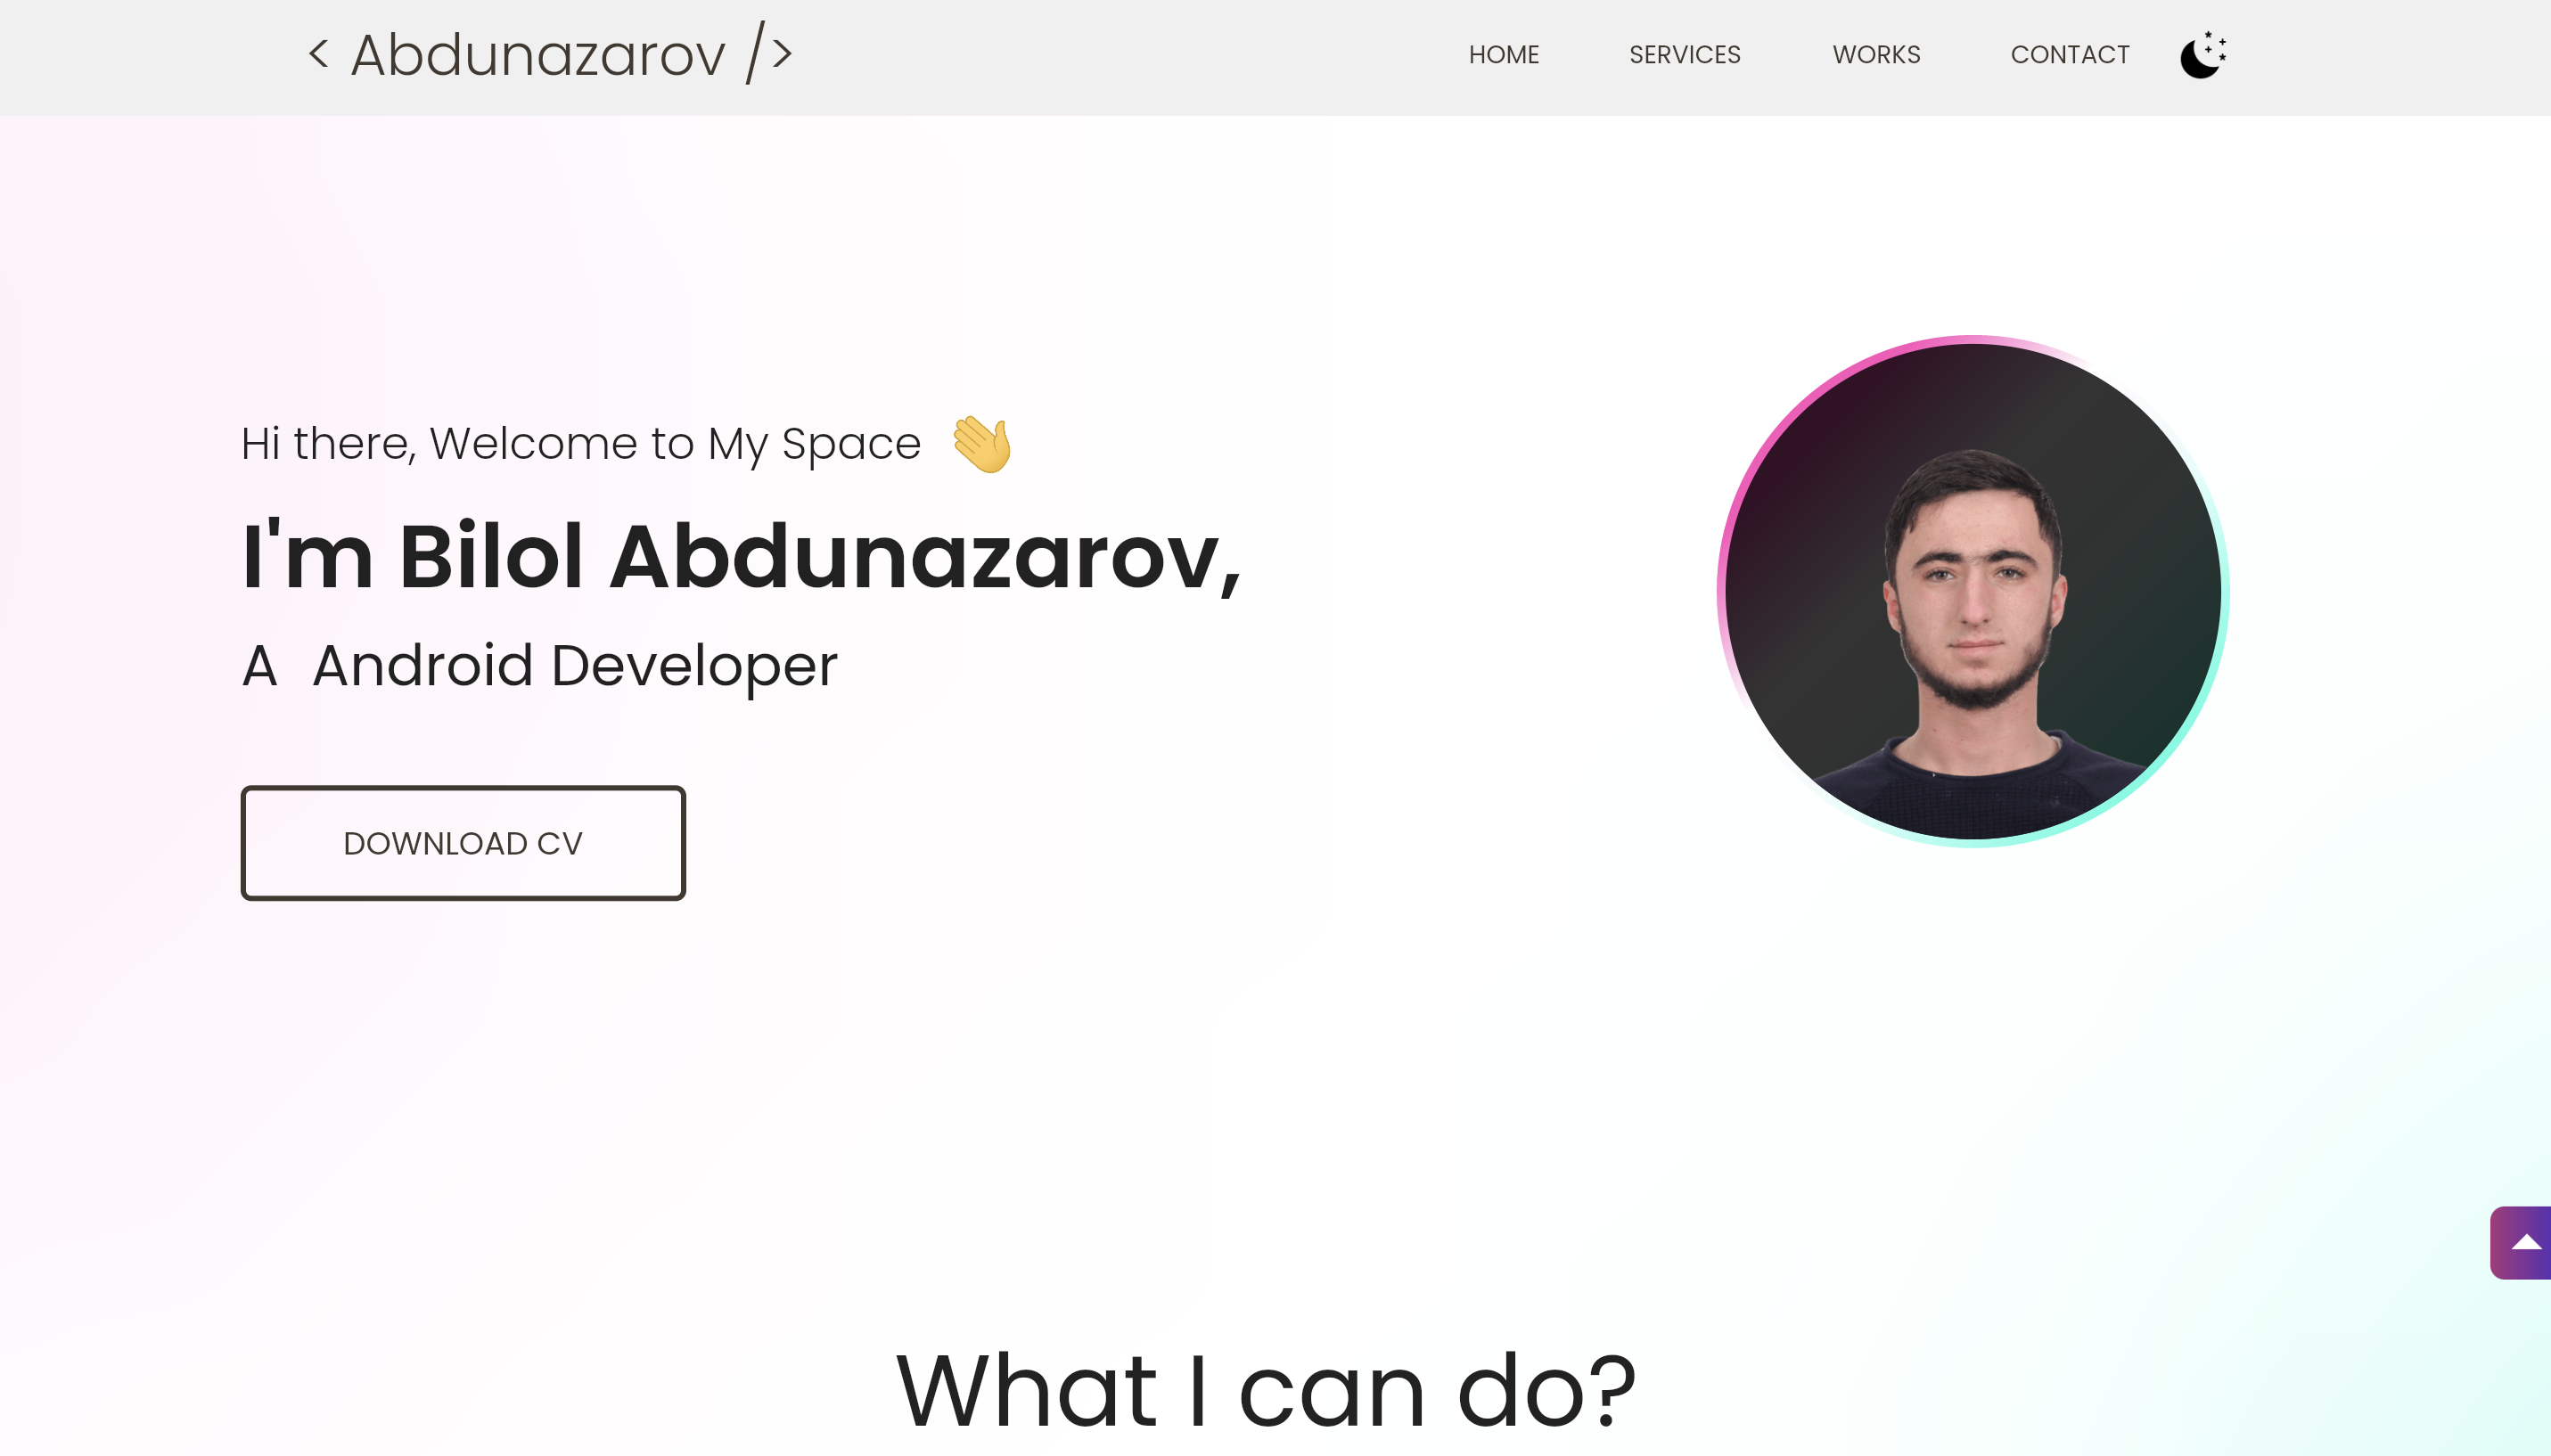 < Abdunazarov />
HOME SERVICES WORKS CONTACT
Hi there, Welcome to My Space 👋
I'm Bilol Abdunazarov,
A Android Developer
DOWNLOAD CV
What I can do?